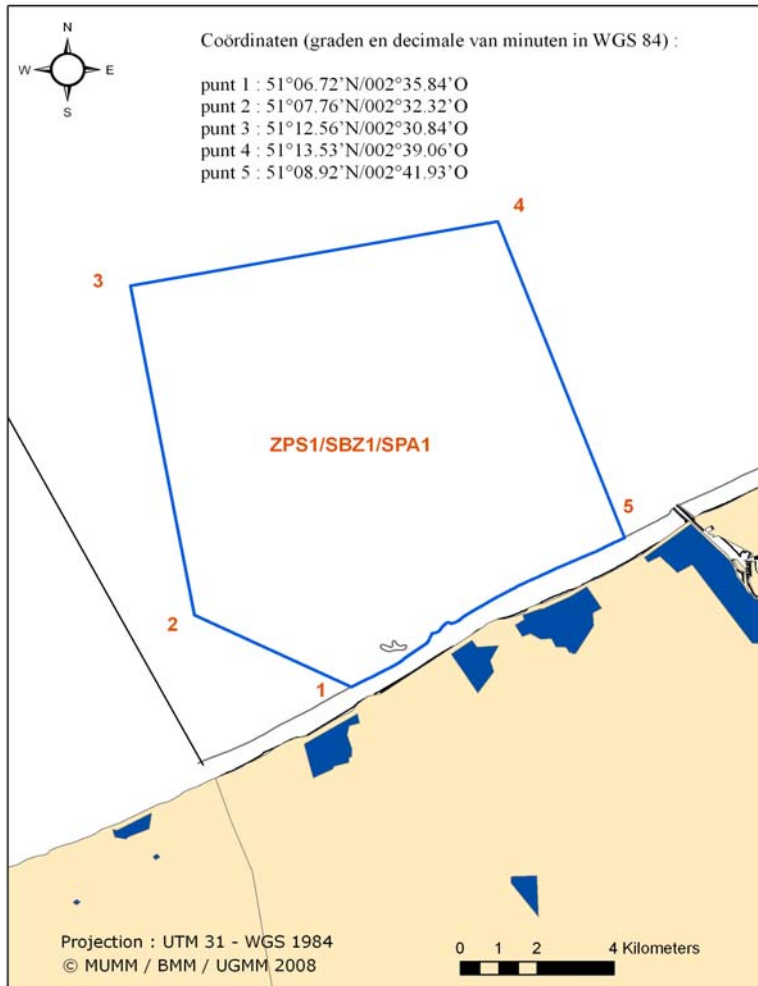 N
W E
S
Coördinaten (graden en decimale van minuten in WGS 84) :
punt 1 : 51°06.72'N/002°35.84'O
punt 2 : 51°07.76'N/002°32.32'O
punt 3 : 51°12.56'N/002°30.84'O
punt 4 : 51°13.53'N/002°39.06'O
punt 5 : 51°08.92'N/002°41.93'O
4
3
ZPS1/SBZ1/SPA1
5
2
1
Projection : UTM 31 - WGS 1984
© MUMM / BMM / UGMM 2008
0 1 2 4 Kilometers